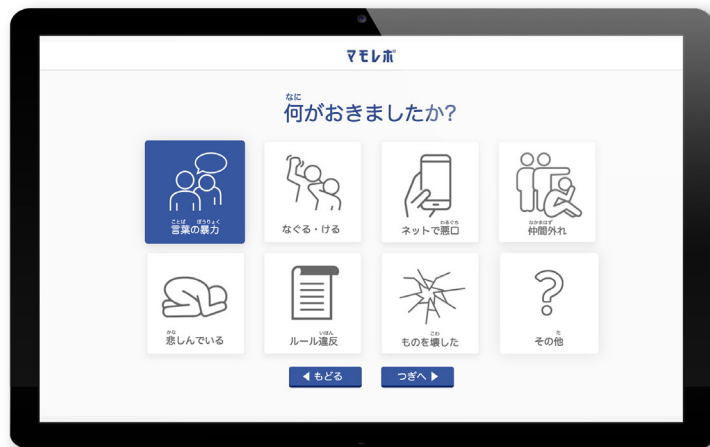 マモレポ
なに
何がおきましたか?
ことば ぼうりょく
言葉の暴力
なぐる・ける
わるぐち
ネットで悪口
なかまはず
仲間外れ
かな
悲しんでいる
いはん
ルール違反
こわ
ものを壊した
た
その他
◀ もどる
つぎへ ▶